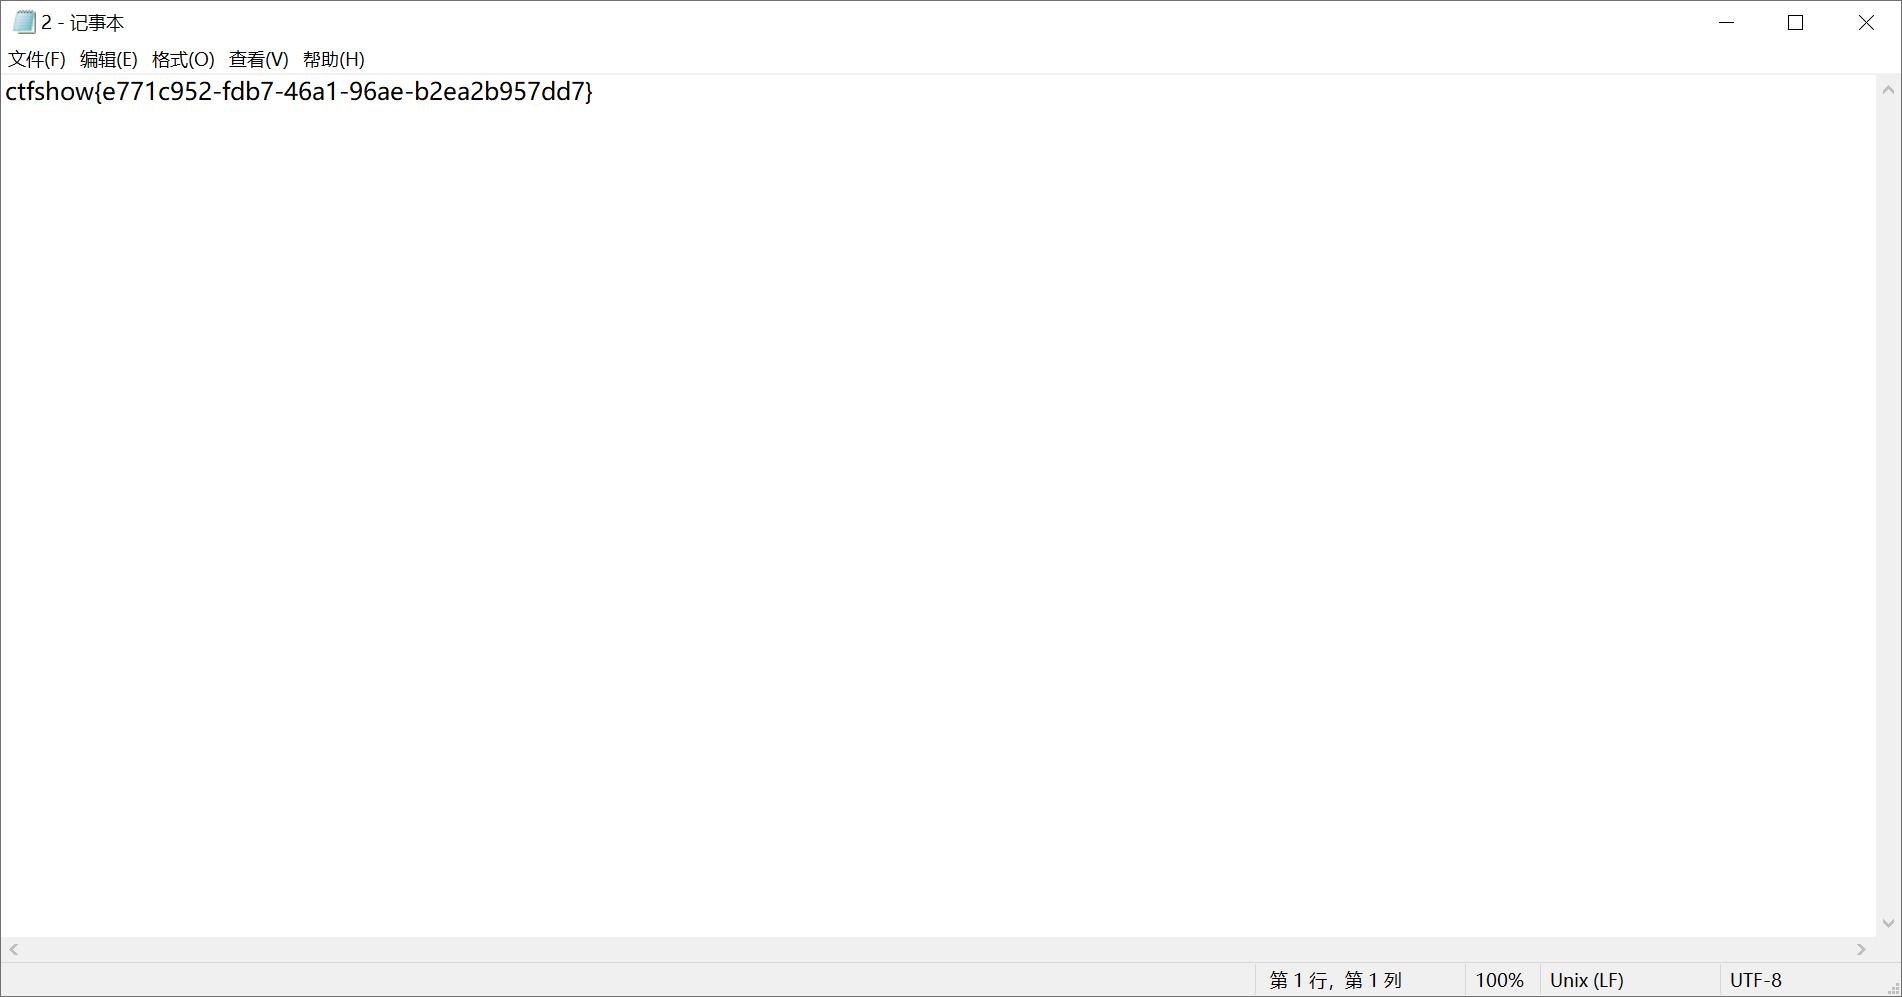 2 - 记事本
文件(F) 编辑(E) 格式(O) 查看(V) 帮助(H)
ctfshow{e771c952-fdb7-46a1-96ae-b2ea2b957dd7}
第 1 行，第 1 列 100% Unix (LF) UTF-8